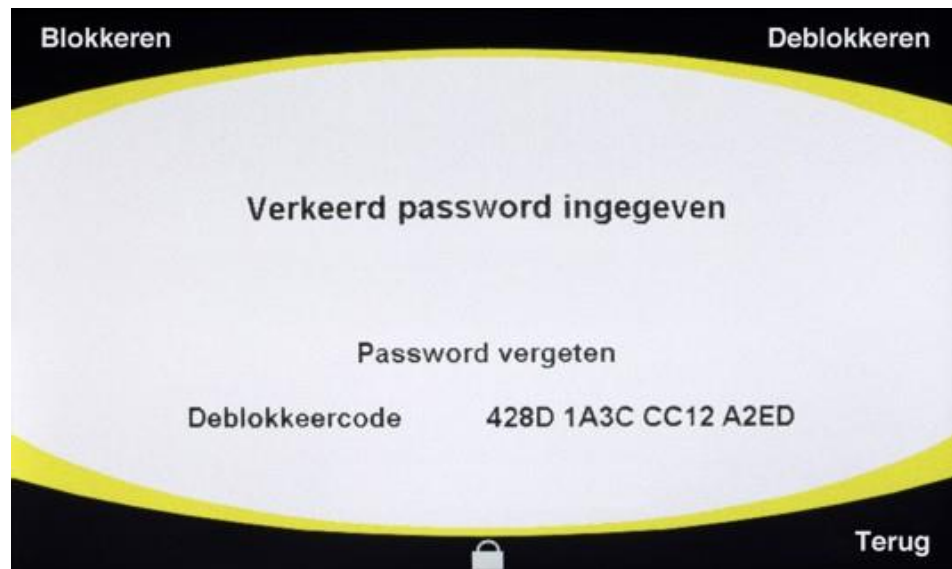 Blokkeren Deblokkeren
Verkeerd password ingegeven
Password vergeten
Deblokkeercode 428D 1A3C CC12 A2ED
Terug